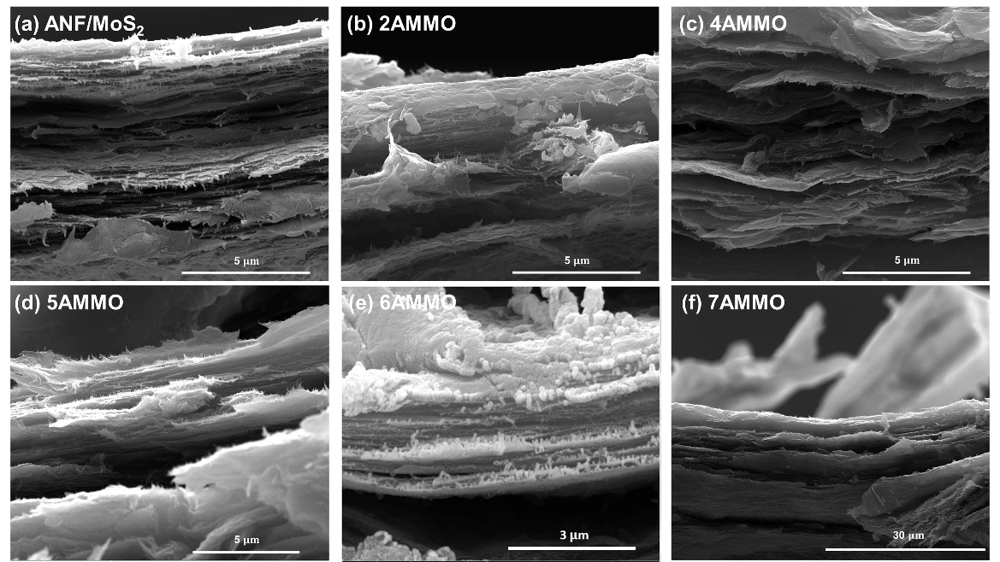 (a) ANF/MoS₂
5 μm
(b) 2AMMO
5 μm
(c) 4AMMO
5 μm
(d) 5AMMO
5 μm
(e) 6AMMO
3 μm
(f) 7AMMO
30 μm